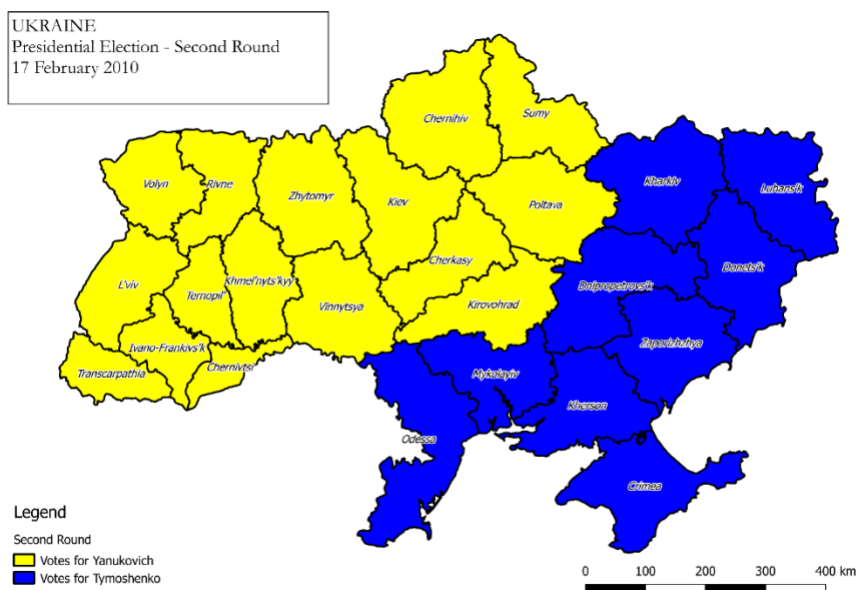 UKRAINE
Presidential Election - Second Round
17 February 2010
Chernihiv
Sumy
Volyn
Rivne
Zhytomyr
Kiev
Poltava
Kharkiv
Luhans'k
L'viv
Ternopil'
Khmel'nyts'kyy
Vinnytsya
Cherkasy
Kirovohrad
Dnipropetrovs'k
Donets'k
Ivano-Frankivs'k
Chernivtsi
Transcarpathia
Zaporizhzhya
Mykolayiv
Kherson
Odessa
Crimea
Legend
Second Round
Votes for Yanukovich
Votes for Tymoshenko
0 100 200 300 400 km